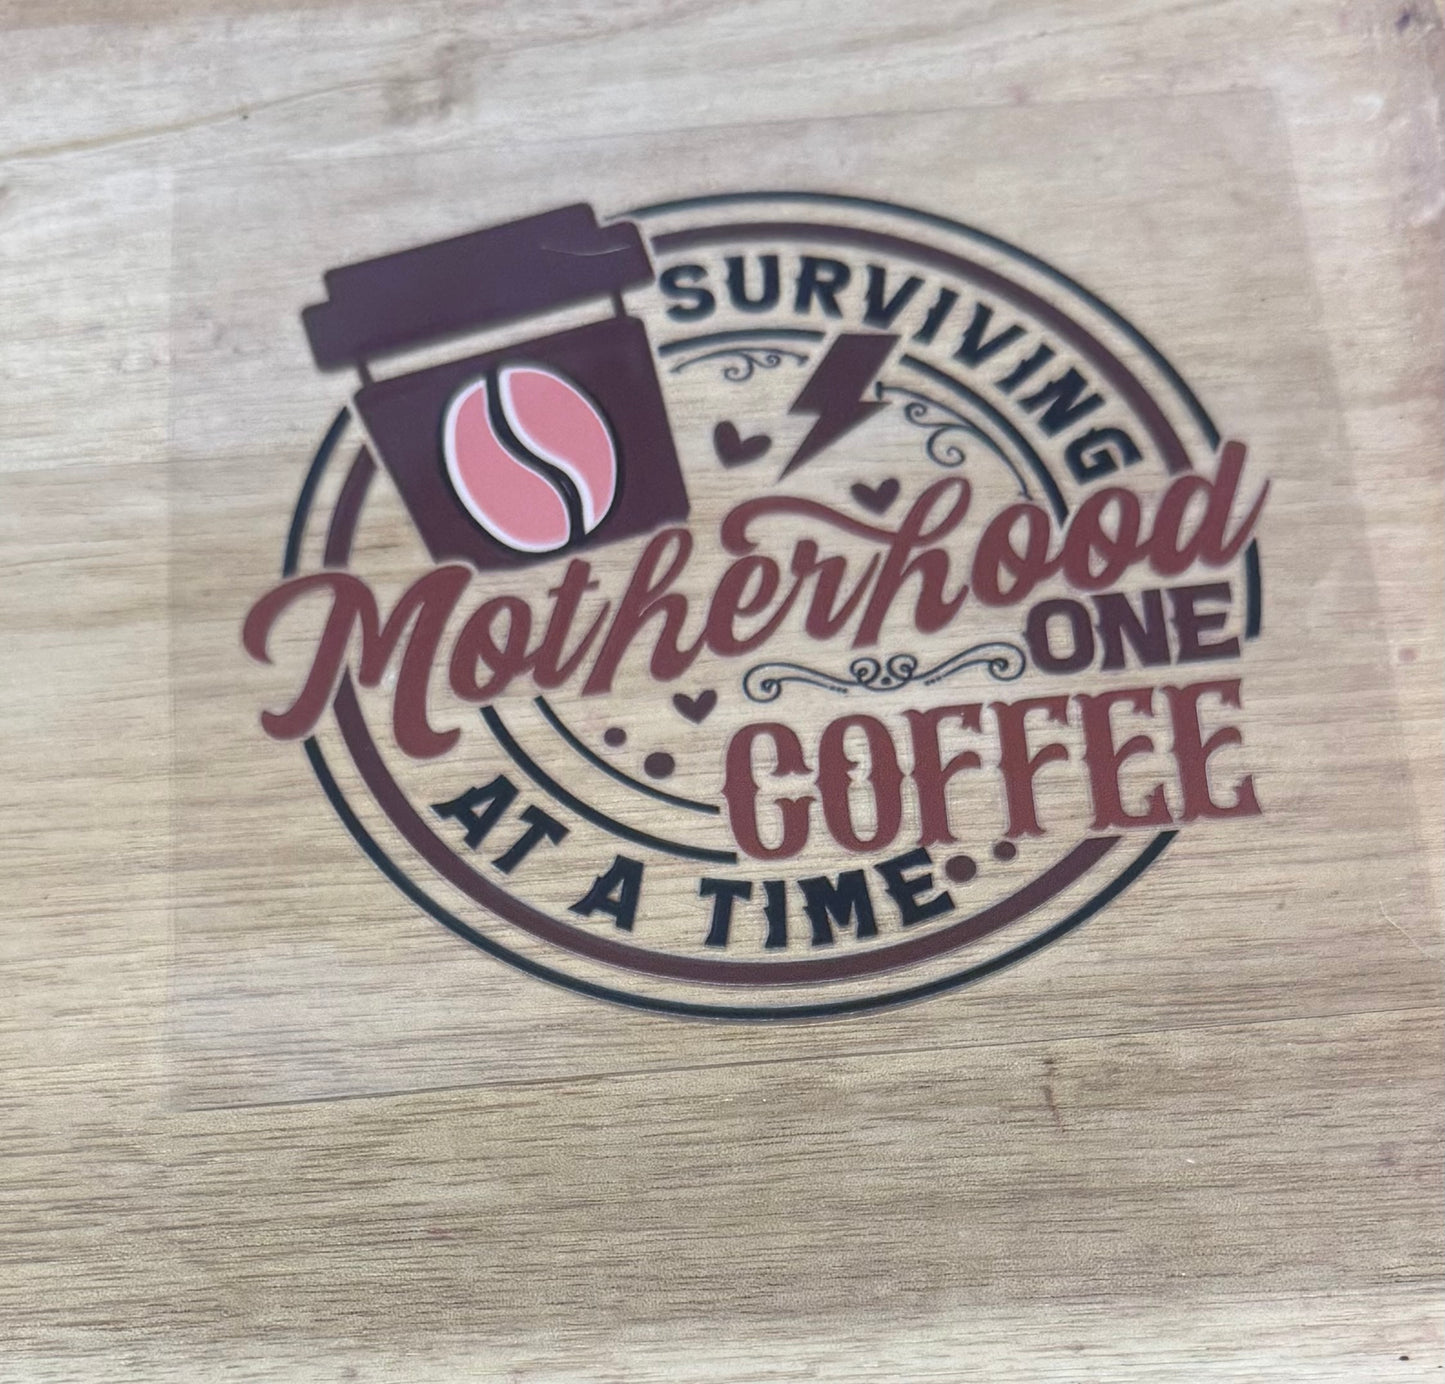 SURVIVING
Motherhood
ONE
COFFEE
AT A TIME